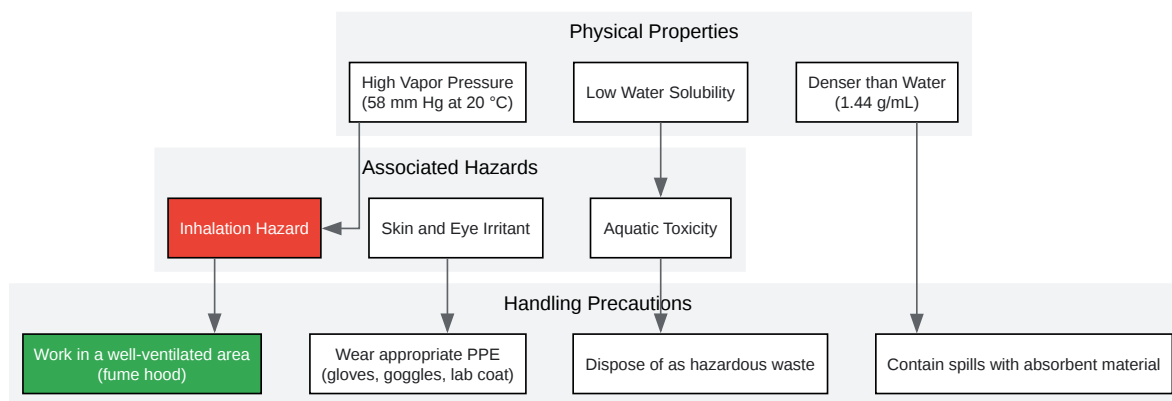 Physical Properties
High Vapor Pressure
(58 mm Hg at 20 °C)
Low Water Solubility
Denser than Water
(1.44 g/mL)
Associated Hazards
Inhalation Hazard
Skin and Eye Irritant
Aquatic Toxicity
Handling Precautions
Work in a well-ventilated area
(fume hood)
Wear appropriate PPE
(gloves, goggles, lab coat)
Dispose of as hazardous waste
Contain spills with absorbent material